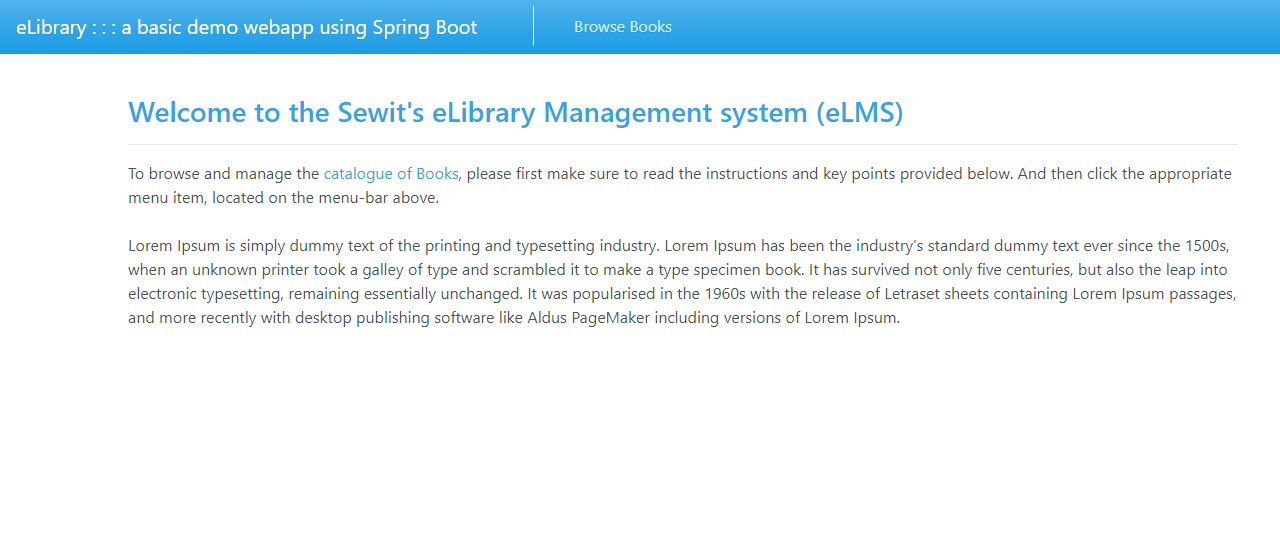 eLibrary : : : a basic demo webapp using Spring Boot
Browse Books
Welcome to the Sewit's eLibrary Management system (eLMS)
To browse and manage the catalogue of Books, please first make sure to read the instructions and key points provided below. And then click the appropriate
menu item, located on the menu-bar above.
Lorem Ipsum is simply dummy text of the printing and typesetting industry. Lorem Ipsum has been the industry's standard dummy text ever since the 1500s,
when an unknown printer took a galley of type and scrambled it to make a type specimen book. It has survived not only five centuries, but also the leap into
electronic typesetting, remaining essentially unchanged. It was popularised in the 1960s with the release of Letraset sheets containing Lorem Ipsum passages,
and more recently with desktop publishing software like Aldus PageMaker including versions of Lorem Ipsum.